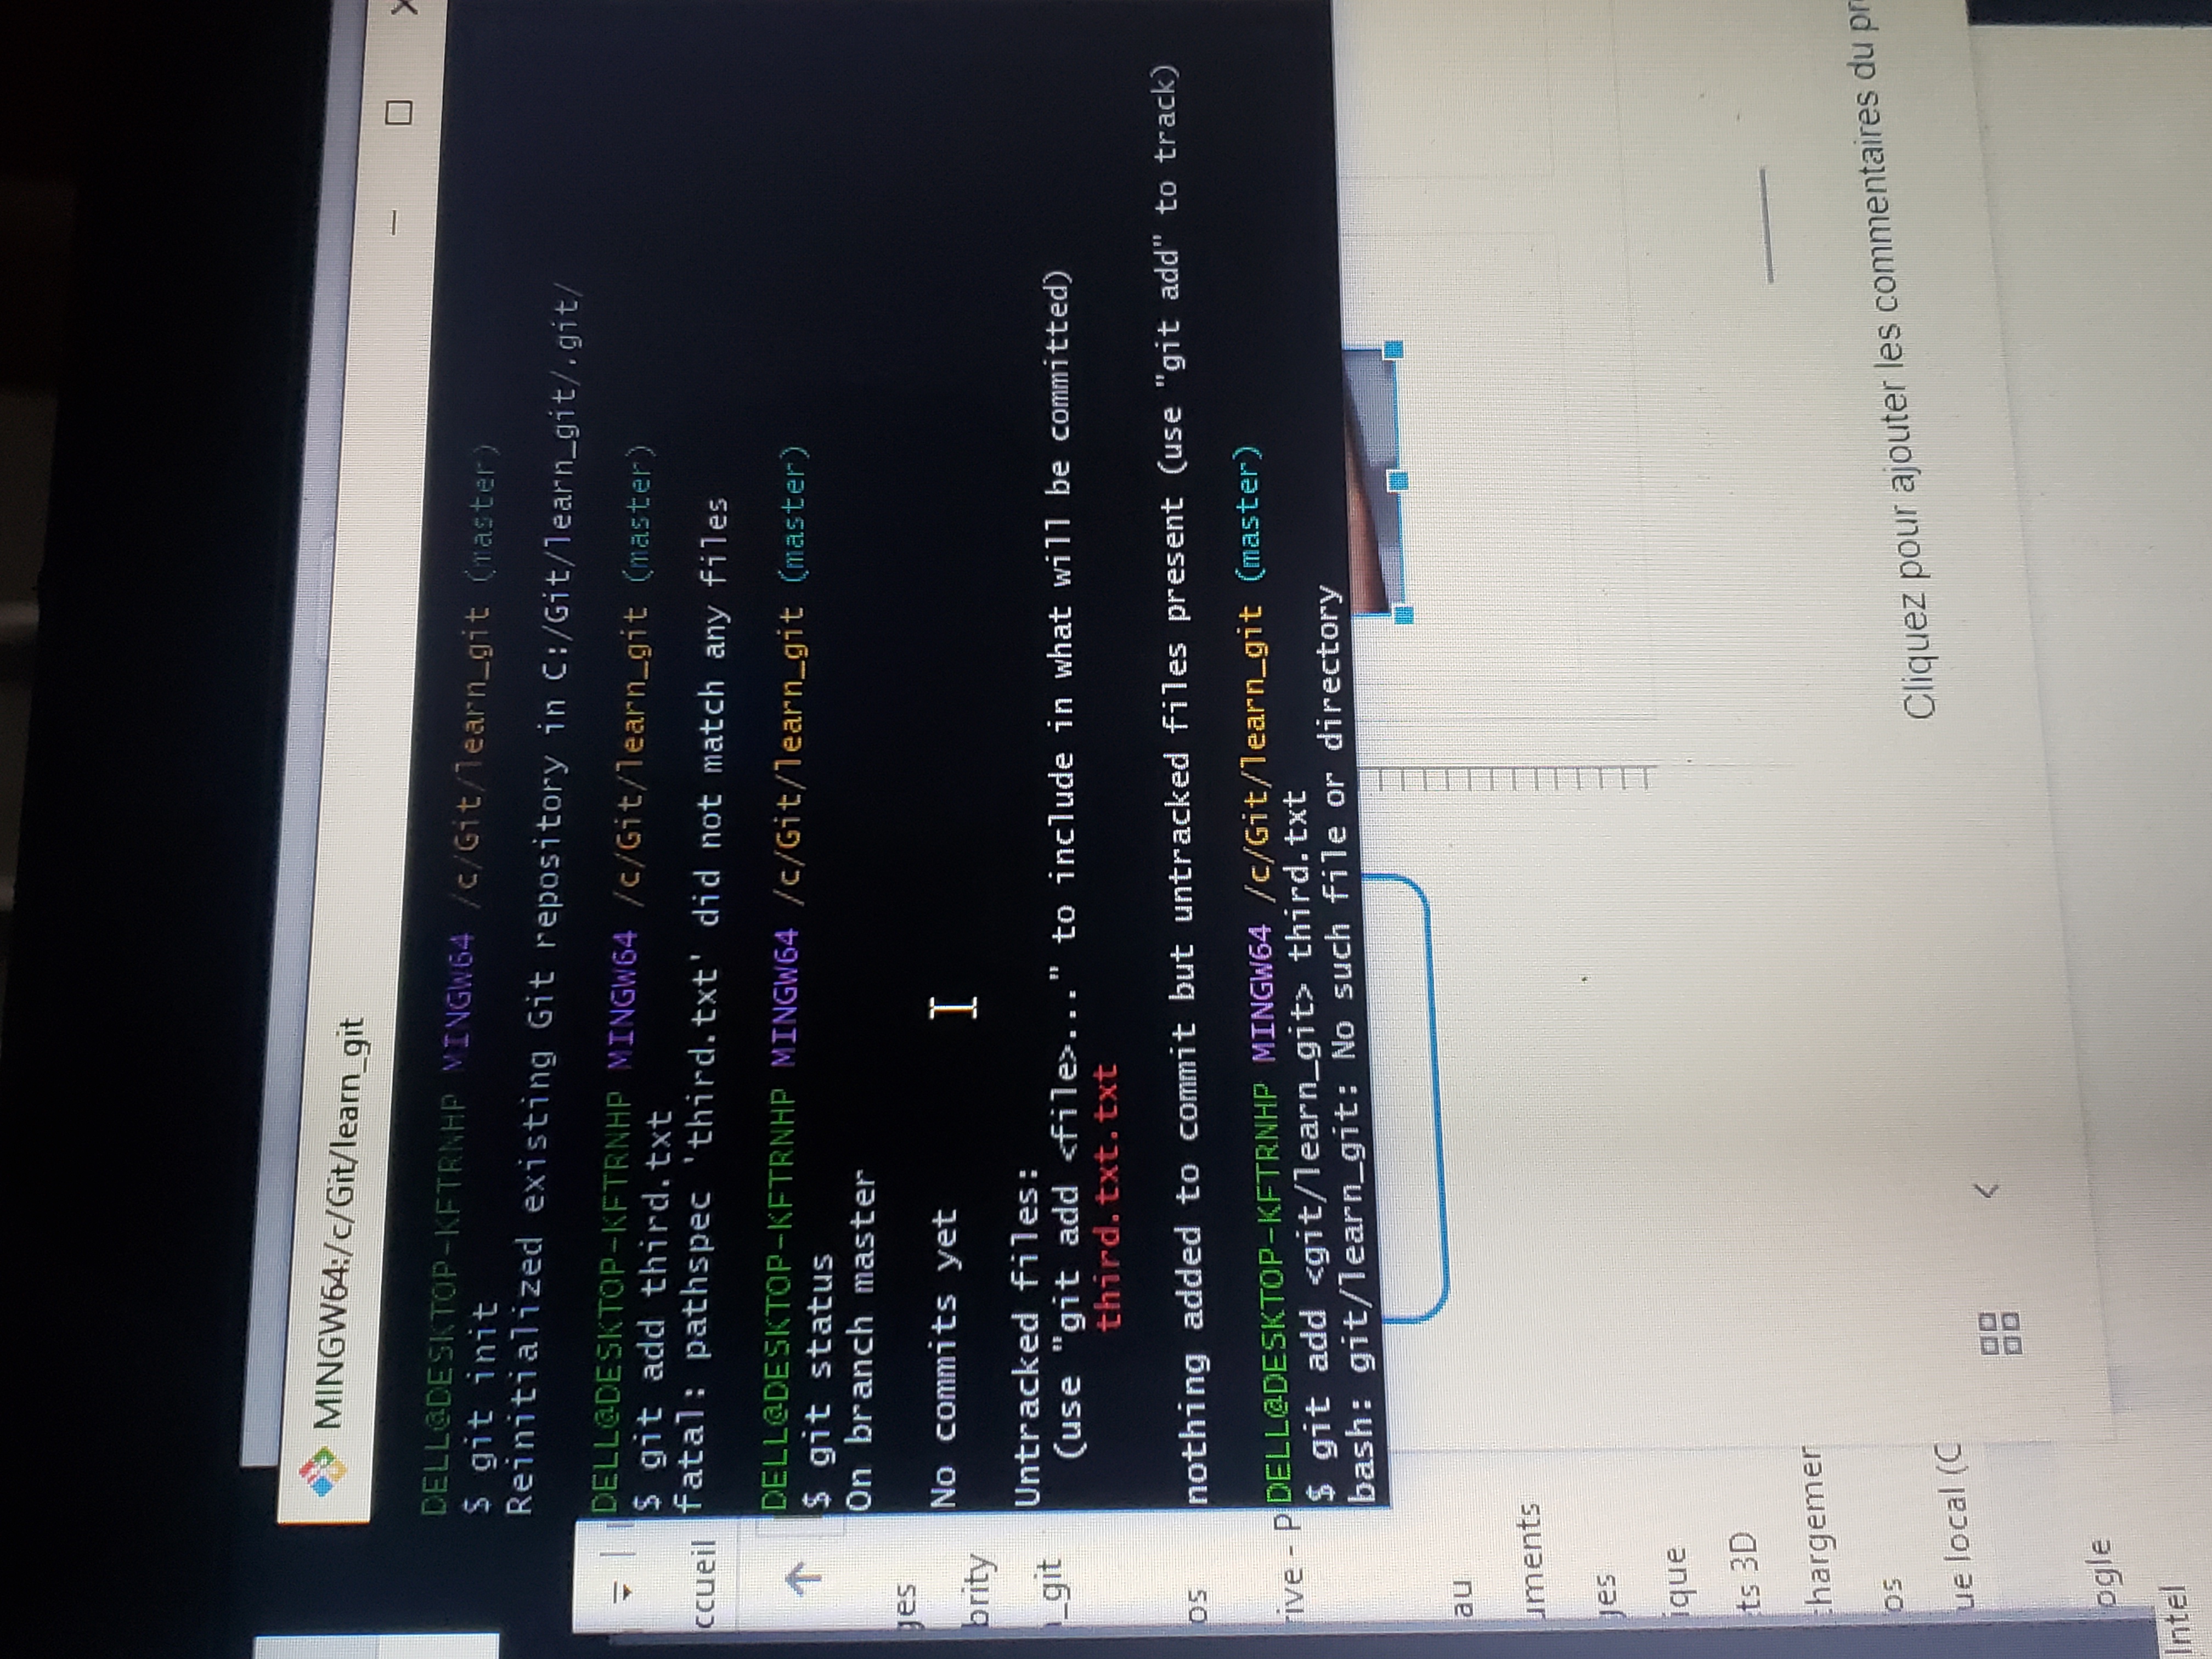 MINGW64:/c/Git/learn_git
DELL@DESKTOP-KFTRNHP MINGW64 /c/Git/learn_git (master)
$ git init
Reinitialized existing Git repository in C:/Git/learn_git/.git/
DELL@DESKTOP-KFTRNHP MINGW64 /c/Git/learn_git (master)
$ git add third.txt
fatal: pathspec 'third.txt' did not match any files
DELL@DESKTOP-KFTRNHP MINGW64 /c/Git/learn_git (master)
$ git status
On branch master
No commits yet
Untracked files:
(use "git add <file>..." to include in what will be committed)
third.txt.txt
nothing added to commit but untracked files present (use "git add" to track)
DELL@DESKTOP-KFTRNHP MINGW64 /c/Git/learn_git (master)
$ git add <git/learn_git> third.txt
bash: git/learn_git: No such file or directory
ccueil
ges
brity
_git
os
rive - P
au
uments
ges
ique
ts 3D
hargemer
os
ue local (C
ogle
Intel
Cliquez pour ajouter les commentaires du pr